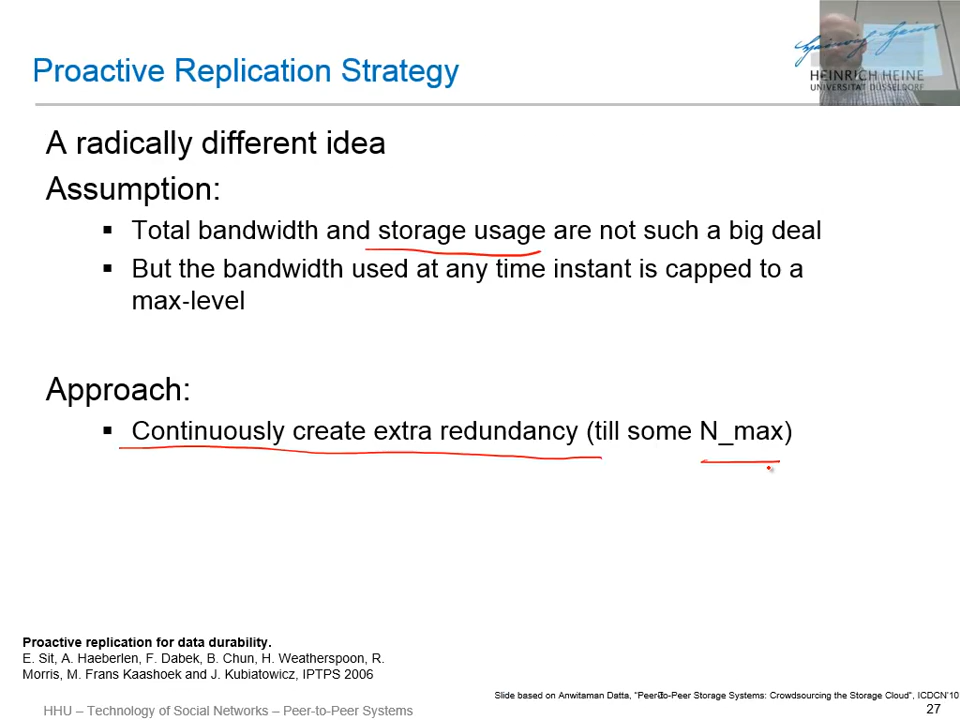 Proactive Replication Strategy
HEINRICH HEINE
UNIVERSITÄT DÜSSELDORF
A radically different idea
Assumption:
Total bandwidth and storage usage are not such a big deal
But the bandwidth used at any time instant is capped to a
max-level
Approach:
Continuously create extra redundancy (till some N_max)
Proactive replication for data durability.
E. Sit, A. Haeberlen, F. Dabek, B. Chun, H. Weatherspoon, R.
Morris, M. Frans Kaashoek and J. Kubiatowicz, IPTPS 2006
Slide based on Anwitaman Datta, "Peer-To-Peer Storage Systems: Crowdsourcing the Storage Cloud", ICDCN'10
HHU – Technology of Social Networks – Peer-to-Peer Systems
27